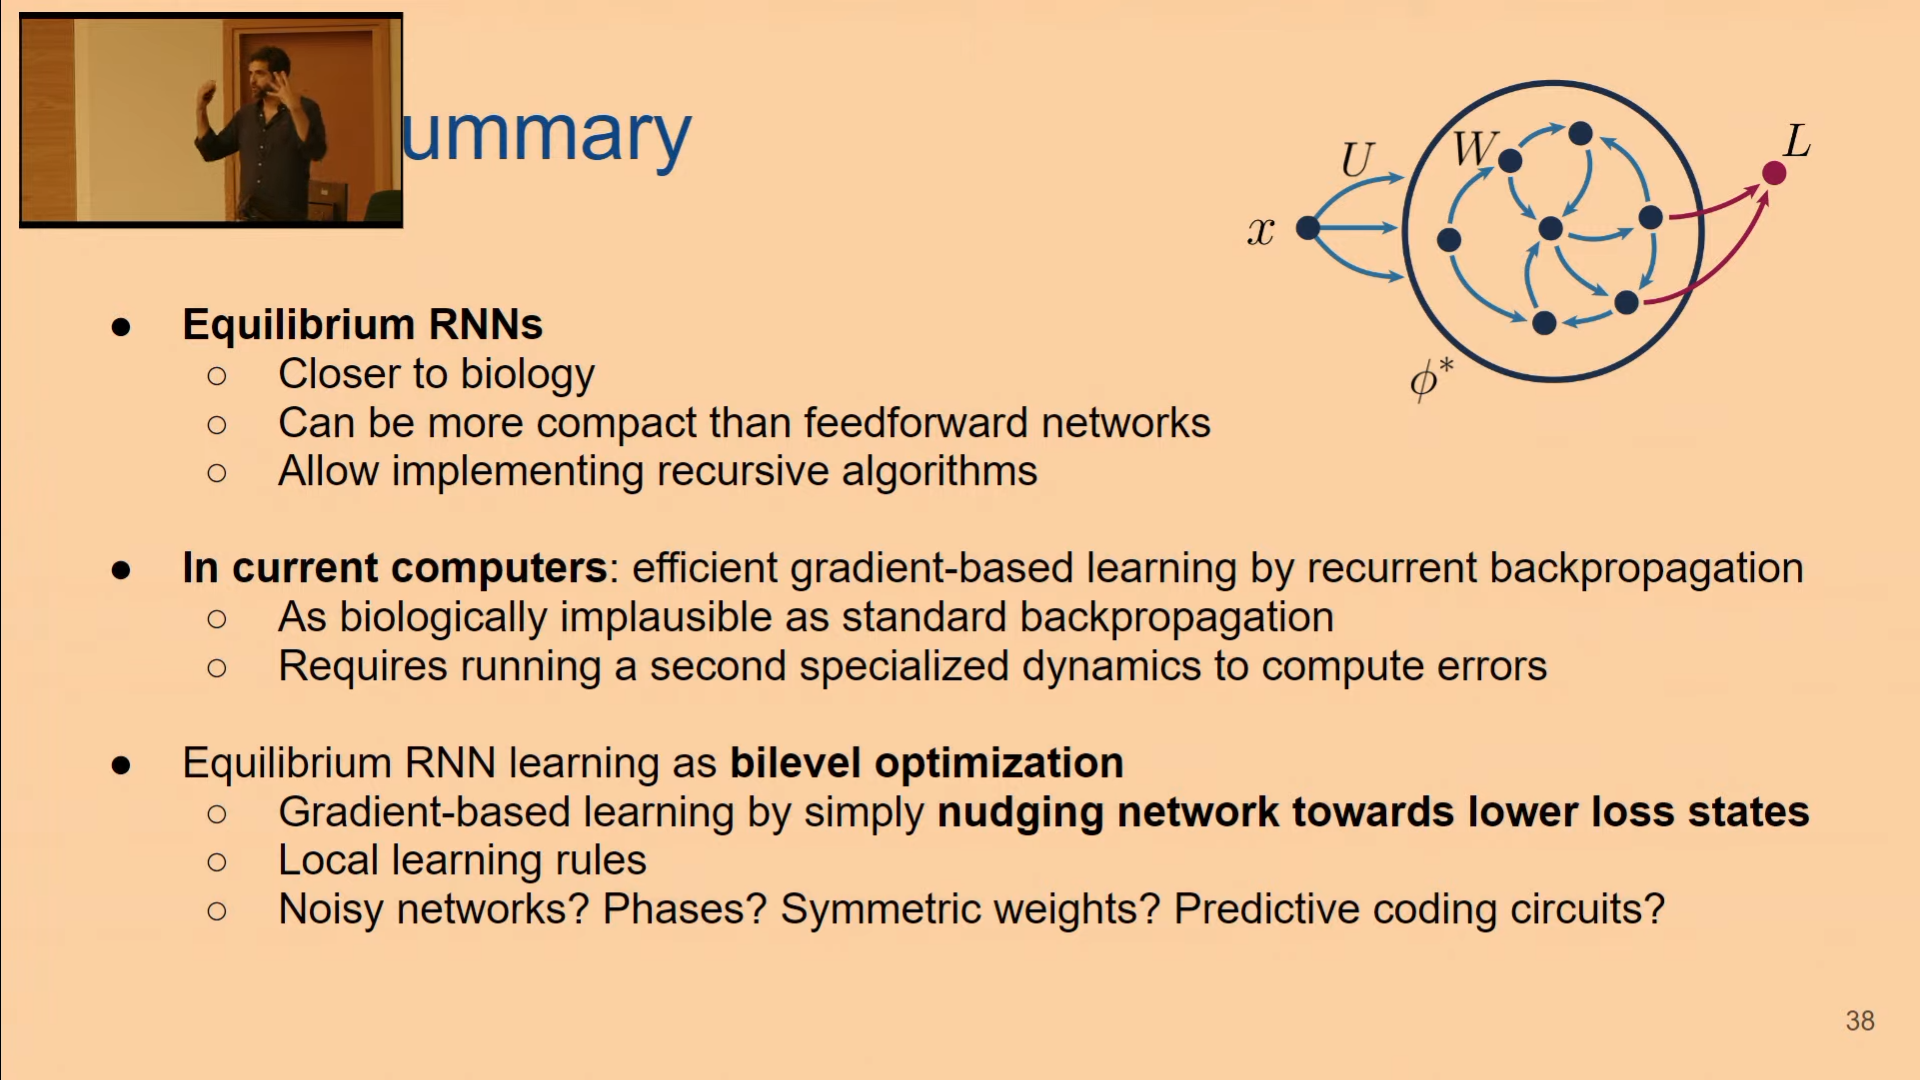 ummary
U
W
L
x
ϕ*
● Equilibrium RNNs
○ Closer to biology
○ Can be more compact than feedforward networks
○ Allow implementing recursive algorithms
● In current computers: efficient gradient-based learning by recurrent backpropagation
○ As biologically implausible as standard backpropagation
○ Requires running a second specialized dynamics to compute errors
● Equilibrium RNN learning as bilevel optimization
○ Gradient-based learning by simply nudging network towards lower loss states
○ Local learning rules
○ Noisy networks? Phases? Symmetric weights? Predictive coding circuits?
38